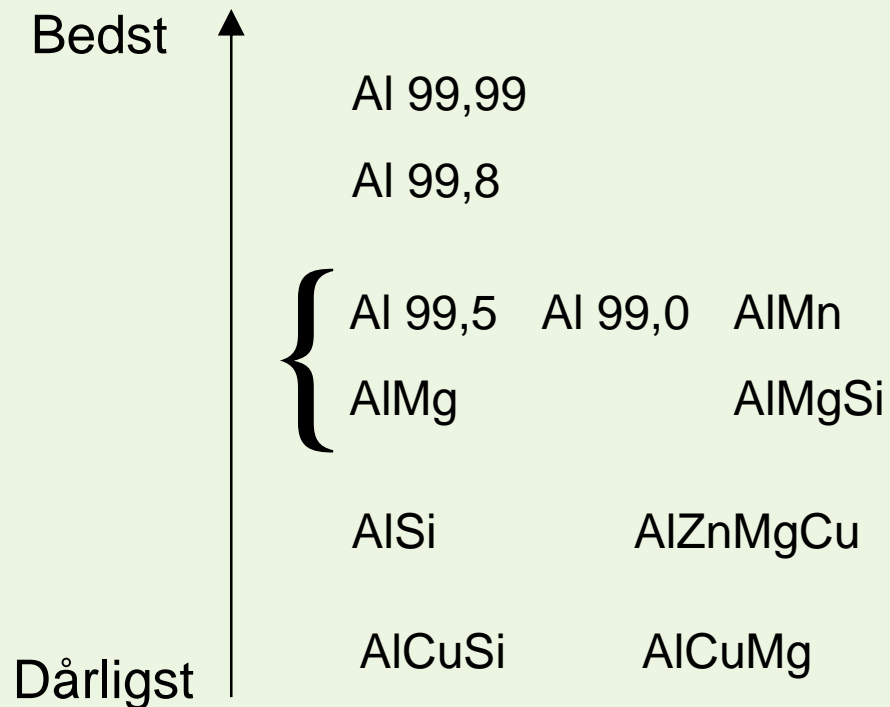 Bedst
Al 99,99
Al 99,8
{ Al 99,5 Al 99,0 AlMn
AlMg AlMgSi
AlSi AlZnMgCu
AlCuSi AlCuMg
Dårligst